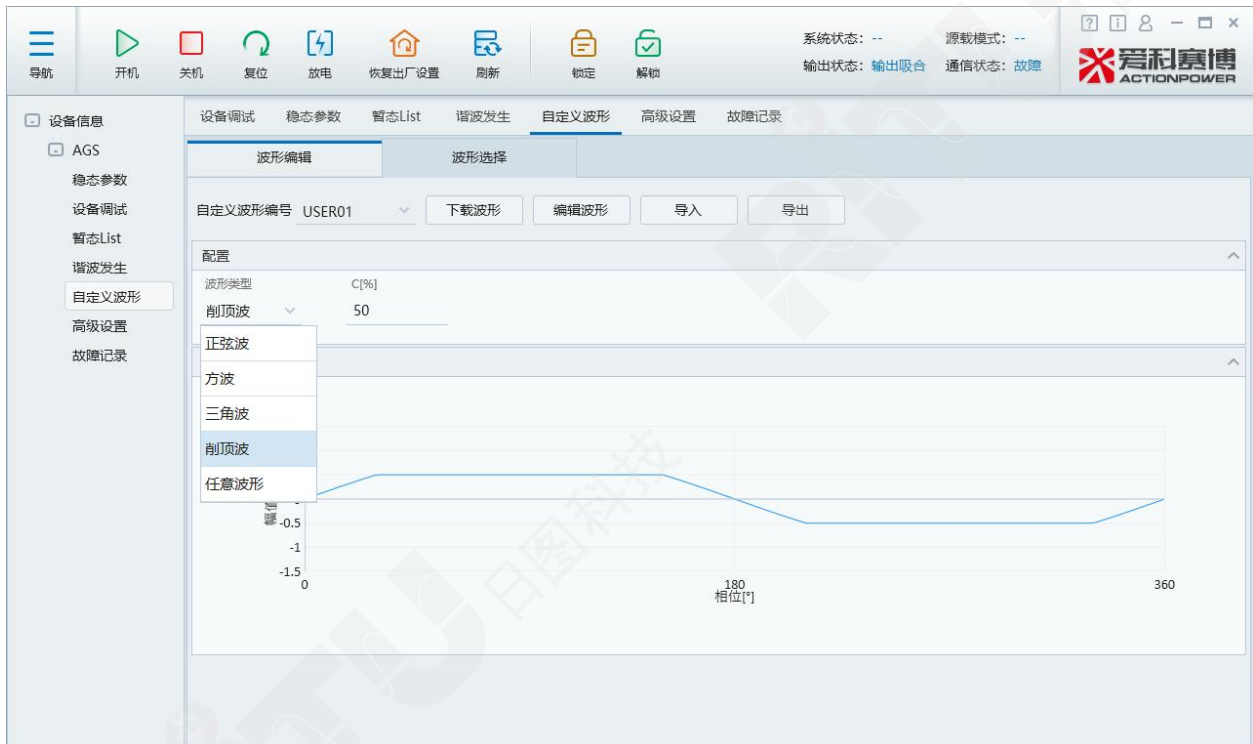 系统状态: --
源载模式: --
输出状态: 输出吸合
通信状态: 故障
爱科赛博
ACTIONPOWER
导航
开机
关机
复位
放电
恢复出厂设置
刷新
锁定
解锁
设备信息
AGS
稳态参数
设备调试
暂态List
谐波发生
自定义波形
高级设置
故障记录
设备调试
稳态参数
暂态List
谐波发生
自定义波形
高级设置
故障记录
波形编辑
波形选择
自定义波形编号
USER01
下载波形
编辑波形
导入
导出
配置
波形类型
C[%]
削顶波
50
正弦波
方波
三角波
削顶波
任意波形
幅值
-0.5
-1
-1.5
0
180
360
相位[°]
RITU 日图科技